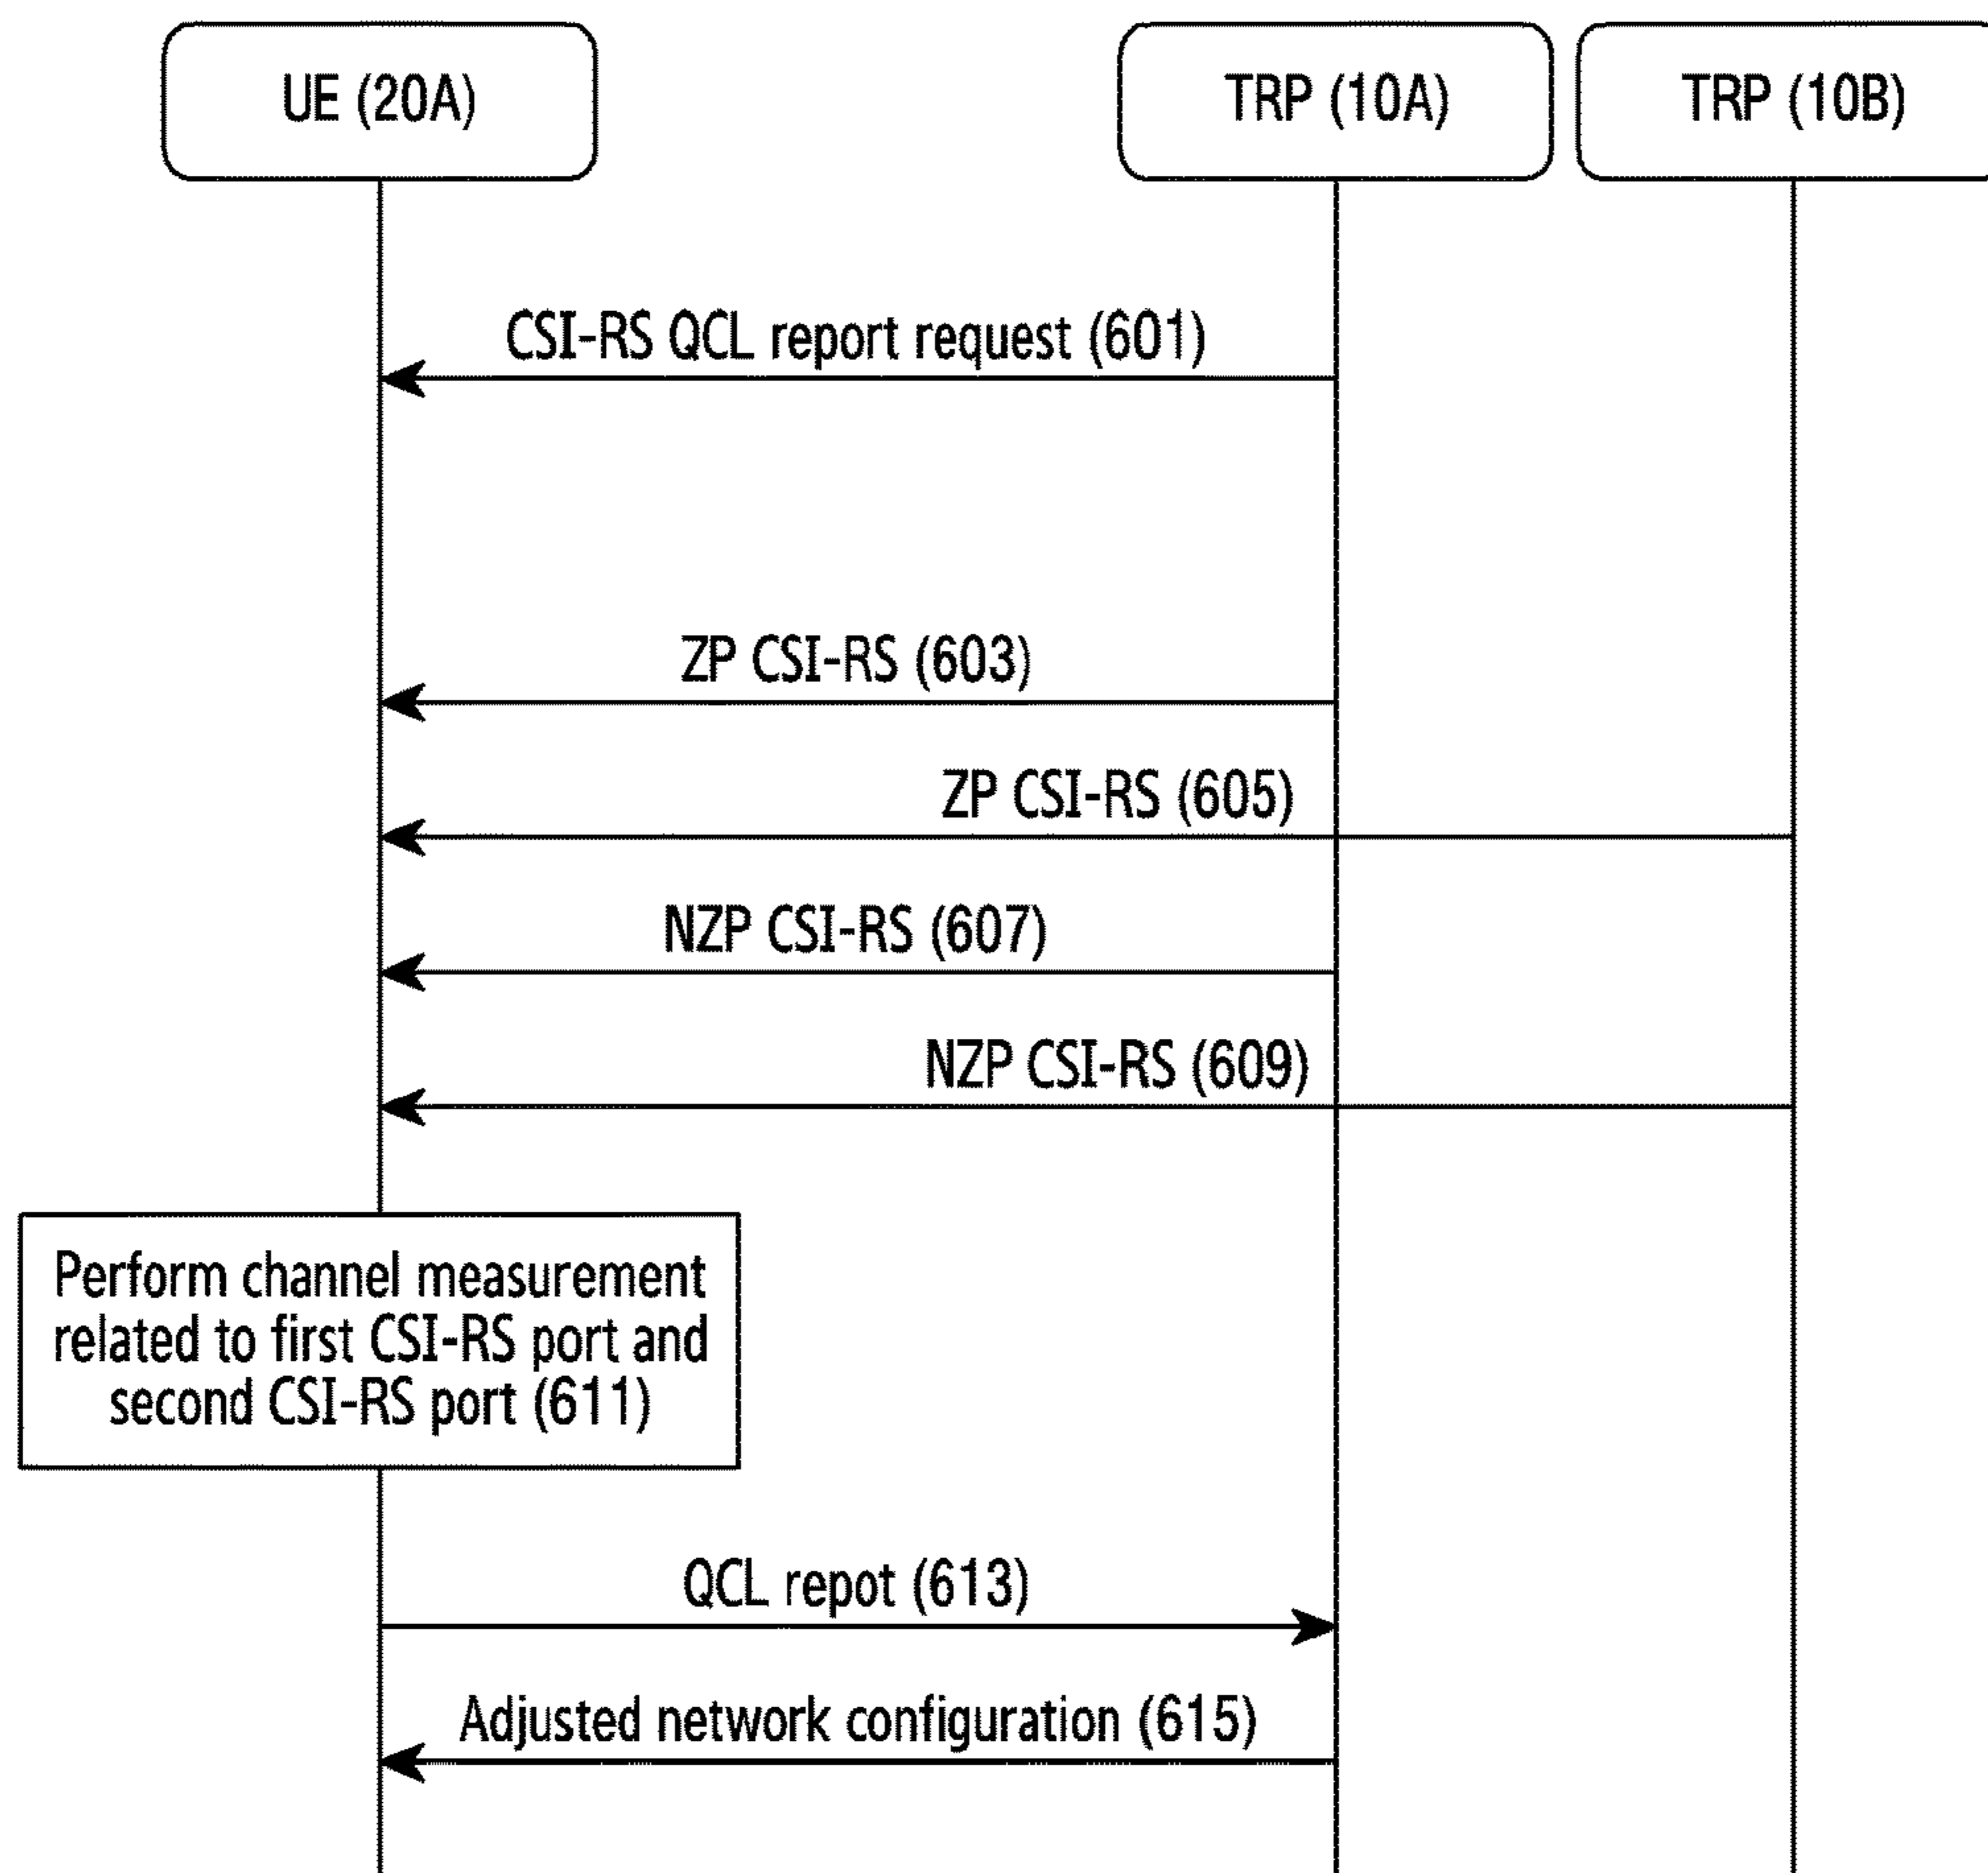 UE (20A)
TRP (10A)
TRP (10B)
CSI-RS QCL report request (601)
ZP CSI-RS (603)
ZP CSI-RS (605)
NZP CSI-RS (607)
NZP CSI-RS (609)
Perform channel measurement
related to first CSI-RS port and
second CSI-RS port (611)
QCL repot (613)
Adjusted network configuration (615)